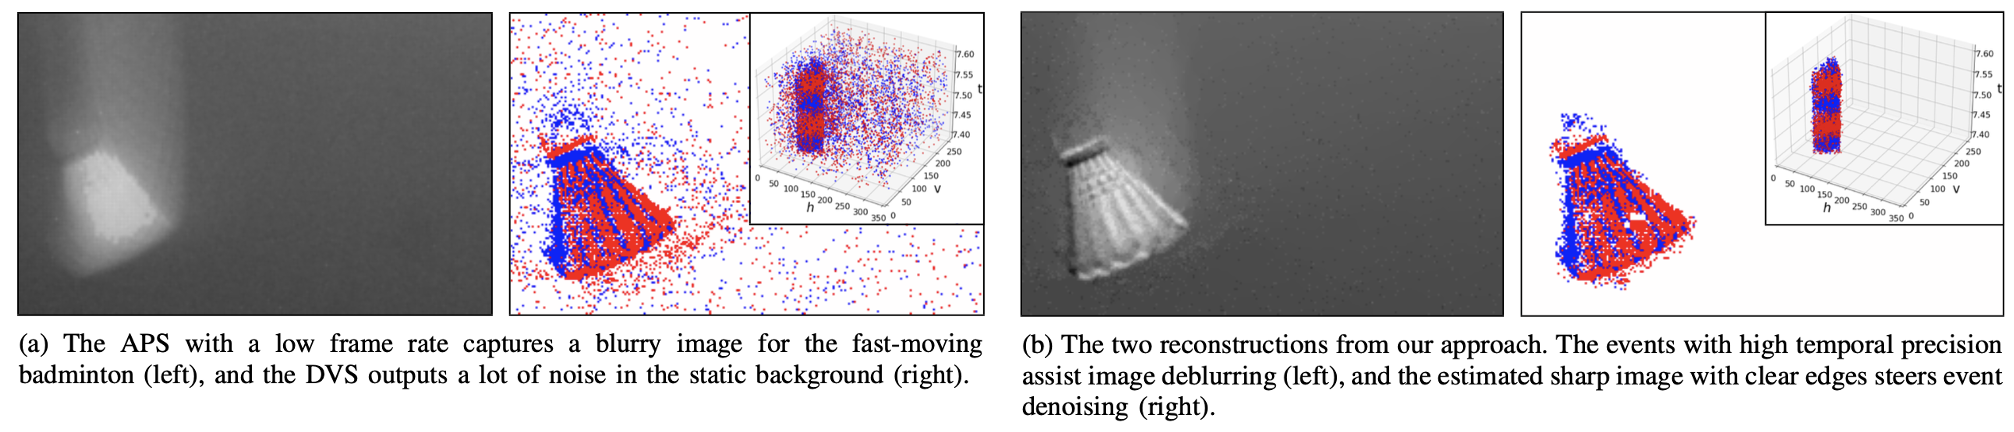 7.60
7.55
7.50 t
7.45
7.40
250
200
150
100 v
50
0
0 50 100 150 200 250 300 350
h
7.60
7.55
7.50 t
7.45
7.40
250
200
150
100 v
50
0
0 50 100 150 200 250 300 350
h
(a) The APS with a low frame rate captures a blurry image for the fast-moving
badminton (left), and the DVS outputs a lot of noise in the static background (right).
(b) The two reconstructions from our approach. The events with high temporal precision
assist image deblurring (left), and the estimated sharp image with clear edges steers event
denoising (right).